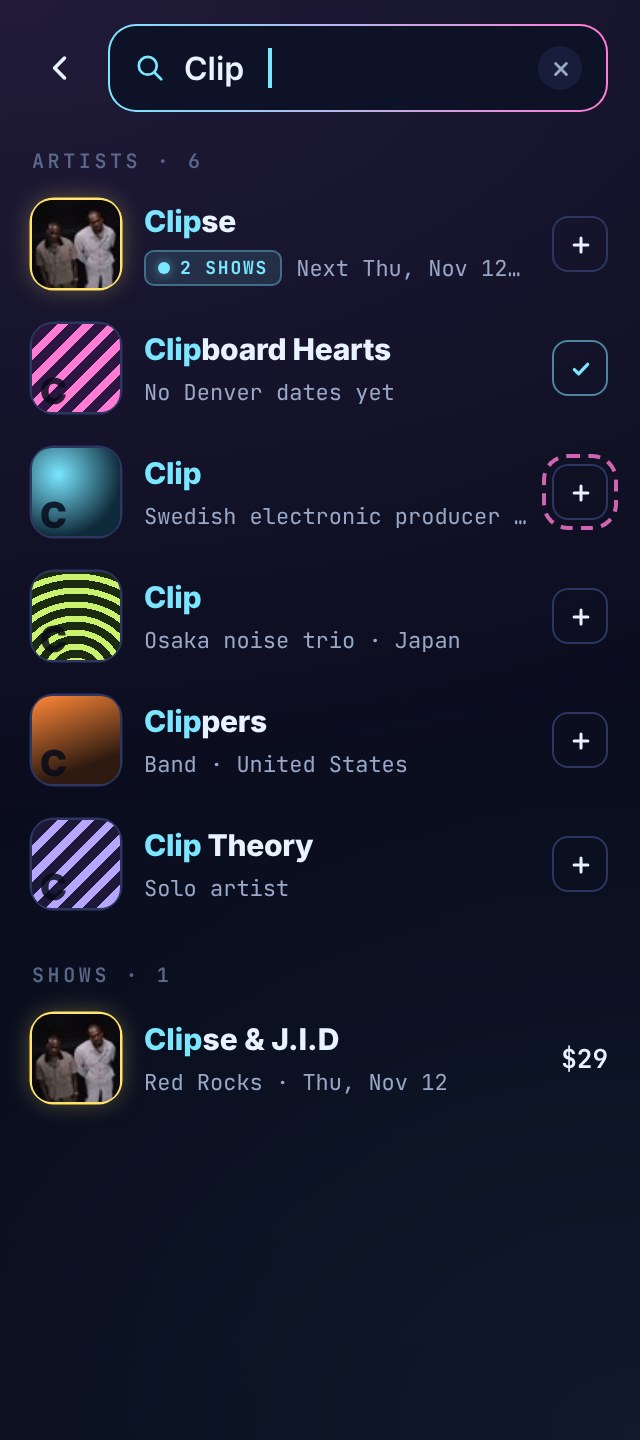 Clip
ARTISTS · 6
Clipse
2 SHOWS Next Thu, Nov 12…
Clipboard Hearts
No Denver dates yet
C
Clip
Swedish electronic producer …
C
Clip
Osaka noise trio · Japan
C
Clippers
Band · United States
C
Clip Theory
Solo artist
C
SHOWS · 1
Clipse & J.I.D
Red Rocks · Thu, Nov 12
$29